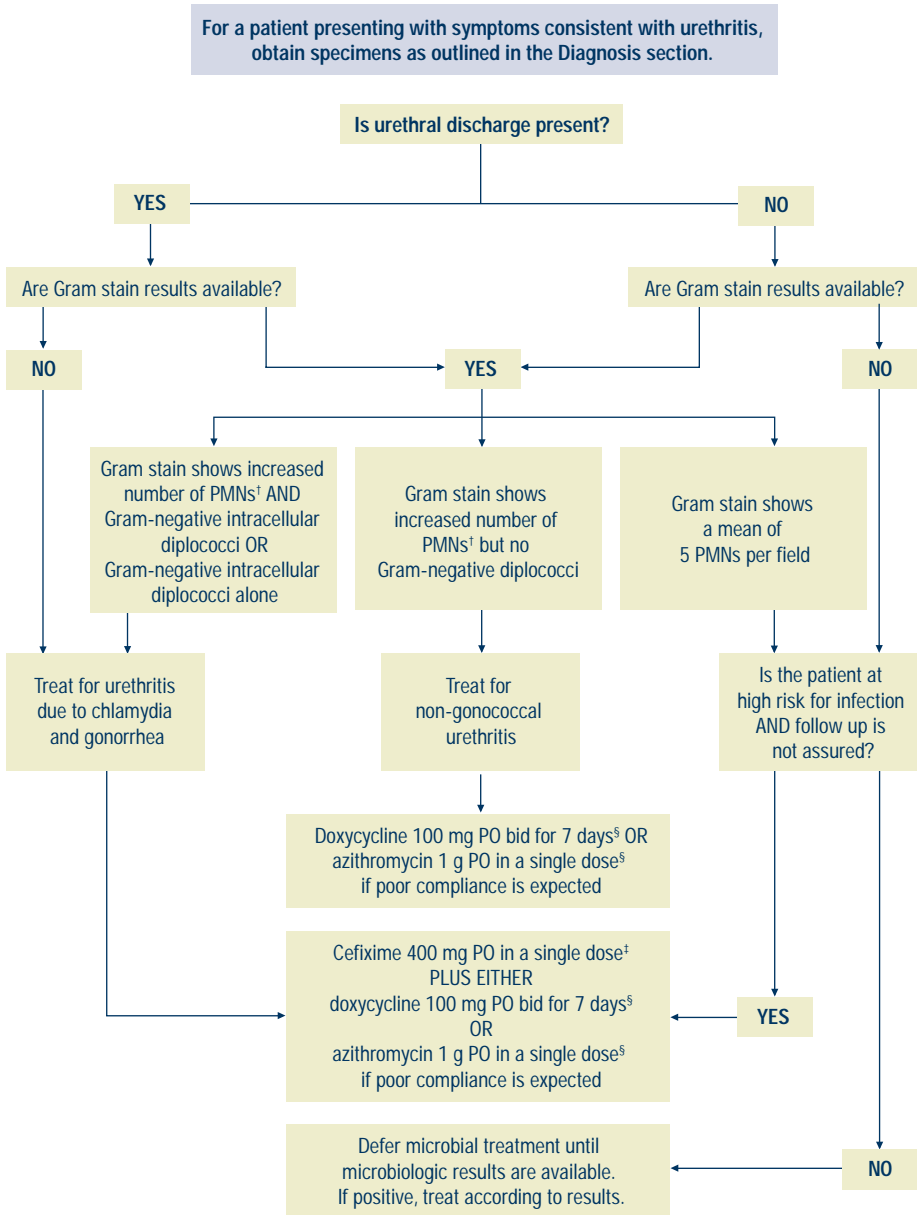 For a patient presenting with symptoms consistent with urethritis,
obtain specimens as outlined in the Diagnosis section.
Is urethral discharge present?
YES
NO
Are Gram stain results available?
Are Gram stain results available?
NO
YES
NO
Gram stain shows increased
number of PMNs† AND
Gram-negative intracellular
diplococci OR
Gram-negative intracellular
diplococci alone
Gram stain shows
increased number of
PMNs† but no
Gram-negative diplococci
Gram stain shows
a mean of
5 PMNs per field
Treat for urethritis
due to chlamydia
and gonorrhea
Treat for
non-gonococcal
urethritis
Is the patient at
high risk for infection
AND follow up is
not assured?
Doxycycline 100 mg PO bid for 7 days§ OR
azithromycin 1 g PO in a single dose§
if poor compliance is expected
Cefixime 400 mg PO in a single dose‡
PLUS EITHER
doxycycline 100 mg PO bid for 7 days§
OR
azithromycin 1 g PO in a single dose§
if poor compliance is expected
YES
Defer microbial treatment until
microbiologic results are available.
If positive, treat according to results.
NO